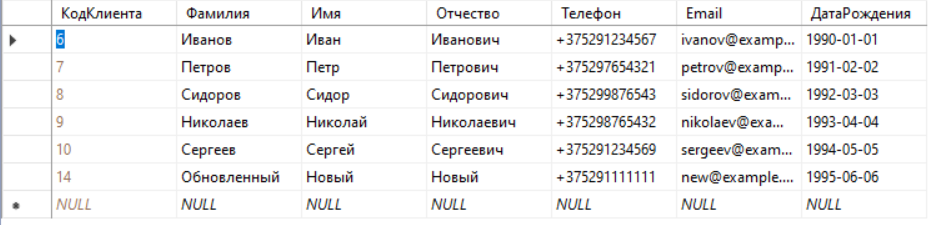 КодКлиента Фамилия Имя Отчество Телефон Email ДатаРождения
6 Иванов Иван Иванович +375291234567 ivanov@examp... 1990-01-01
7 Петров Петр Петрович +375297654321 petrov@examp... 1991-02-02
8 Сидоров Сидор Сидорович +375299876543 sidorov@exam... 1992-03-03
9 Николаев Николай Николаевич +375298765432 nikolaev@exa... 1993-04-04
10 Сергеев Сергей Сергеевич +375291234569 sergeev@exam... 1994-05-05
14 Обновленный Новый Новый +375291111111 new@example.... 1995-06-06
NULL NULL NULL NULL NULL NULL NULL